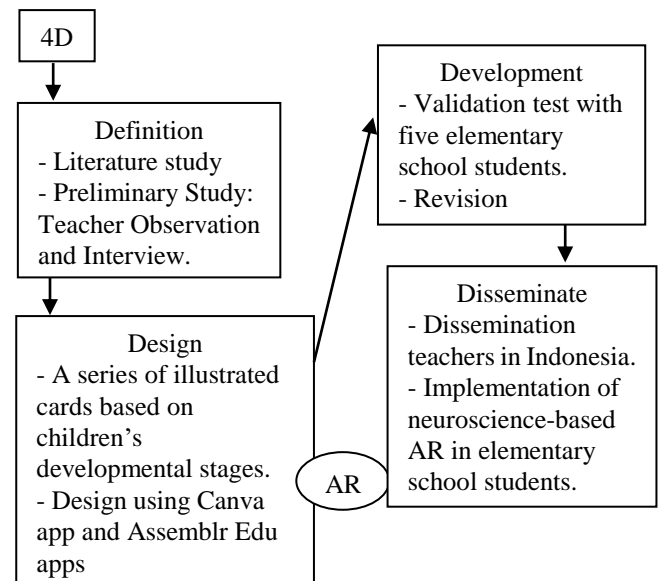 4D
Definition
- Literature study
- Preliminary Study:
Teacher Observation
and Interview.
Design
- A series of illustrated
cards based on
children’s
developmental stages.
- Design using Canva
app and Assemblr Edu
apps
AR
Development
- Validation test with
five elementary
school students.
- Revision
Disseminate
- Dissemination
teachers in Indonesia.
- Implementation of
neuroscience-based
AR in elementary
school students.